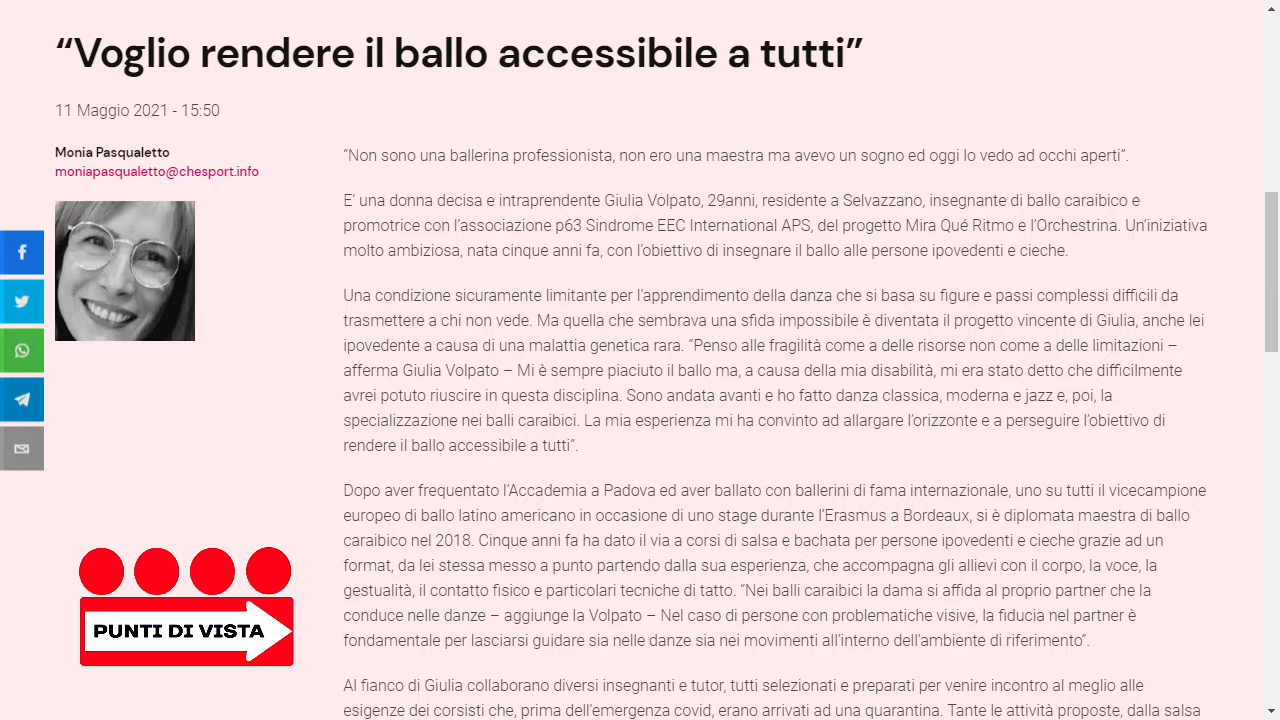 “Voglio rendere il ballo accessibile a tutti”
11 Maggio 2021 - 15:50
Monia Pasqualetto
moniapasqualetto@chesport.info
“Non sono una ballerina professionista, non ero una maestra ma avevo un sogno ed oggi lo vedo ad occhi aperti”.
E’ una donna decisa e intraprendente Giulia Volpato, 29anni, residente a Selvazzano, insegnante di ballo caraibico e
promotrice con l’associazione p63 Sindrome EEC International APS, del progetto Mira Qué Ritmo e l’Orchestrina. Un’iniziativa
molto ambiziosa, nata cinque anni fa, con l’obiettivo di insegnare il ballo alle persone ipovedenti e cieche.
Una condizione sicuramente limitante per l’apprendimento della danza che si basa su figure e passi complessi difficili da
trasmettere a chi non vede. Ma quella che sembrava una sfida impossibile è diventata il progetto vincente di Giulia, anche lei
ipovedente a causa di una malattia genetica rara. “Penso alle fragilità come a delle risorse non come a delle limitazioni –
afferma Giulia Volpato – Mi è sempre piaciuto il ballo ma, a causa della mia disabilità, mi era stato detto che difficilmente
avrei potuto riuscire in questa disciplina. Sono andata avanti e ho fatto danza classica, moderna e jazz e, poi, la
specializzazione nei balli caraibici. La mia esperienza mi ha convinto ad allargare l’orizzonte e a perseguire l’obiettivo di
rendere il ballo accessibile a tutti”.
Dopo aver frequentato l’Accademia a Padova ed aver ballato con ballerini di fama internazionale, uno su tutti il vicecampione
europeo di ballo latino americano in occasione di uno stage durante l’Erasmus a Bordeaux, si è diplomata maestra di ballo
caraibico nel 2018. Cinque anni fa ha dato il via a corsi di salsa e bachata per persone ipovedenti e cieche grazie ad un
format, da lei stessa messo a punto partendo dalla sua esperienza, che accompagna gli allievi con il corpo, la voce, la
gestualità, il contatto fisico e particolari tecniche di tatto. “Nei balli caraibici la dama si affida al proprio partner che la
conduce nelle danze – aggiunge la Volpato – Nel caso di persone con problematiche visive, la fiducia nel partner è
fondamentale per lasciarsi guidare sia nelle danze sia nei movimenti all’interno dell’ambiente di riferimento”.
PUNTI DI VISTA
Al fianco di Giulia collaborano diversi insegnanti e tutor, tutti selezionati e preparati per venire incontro al meglio alle
esigenze dei corsisti che, prima dell’emergenza covid, erano arrivati ad una quarantina. Tante le attività proposte, dalla salsa